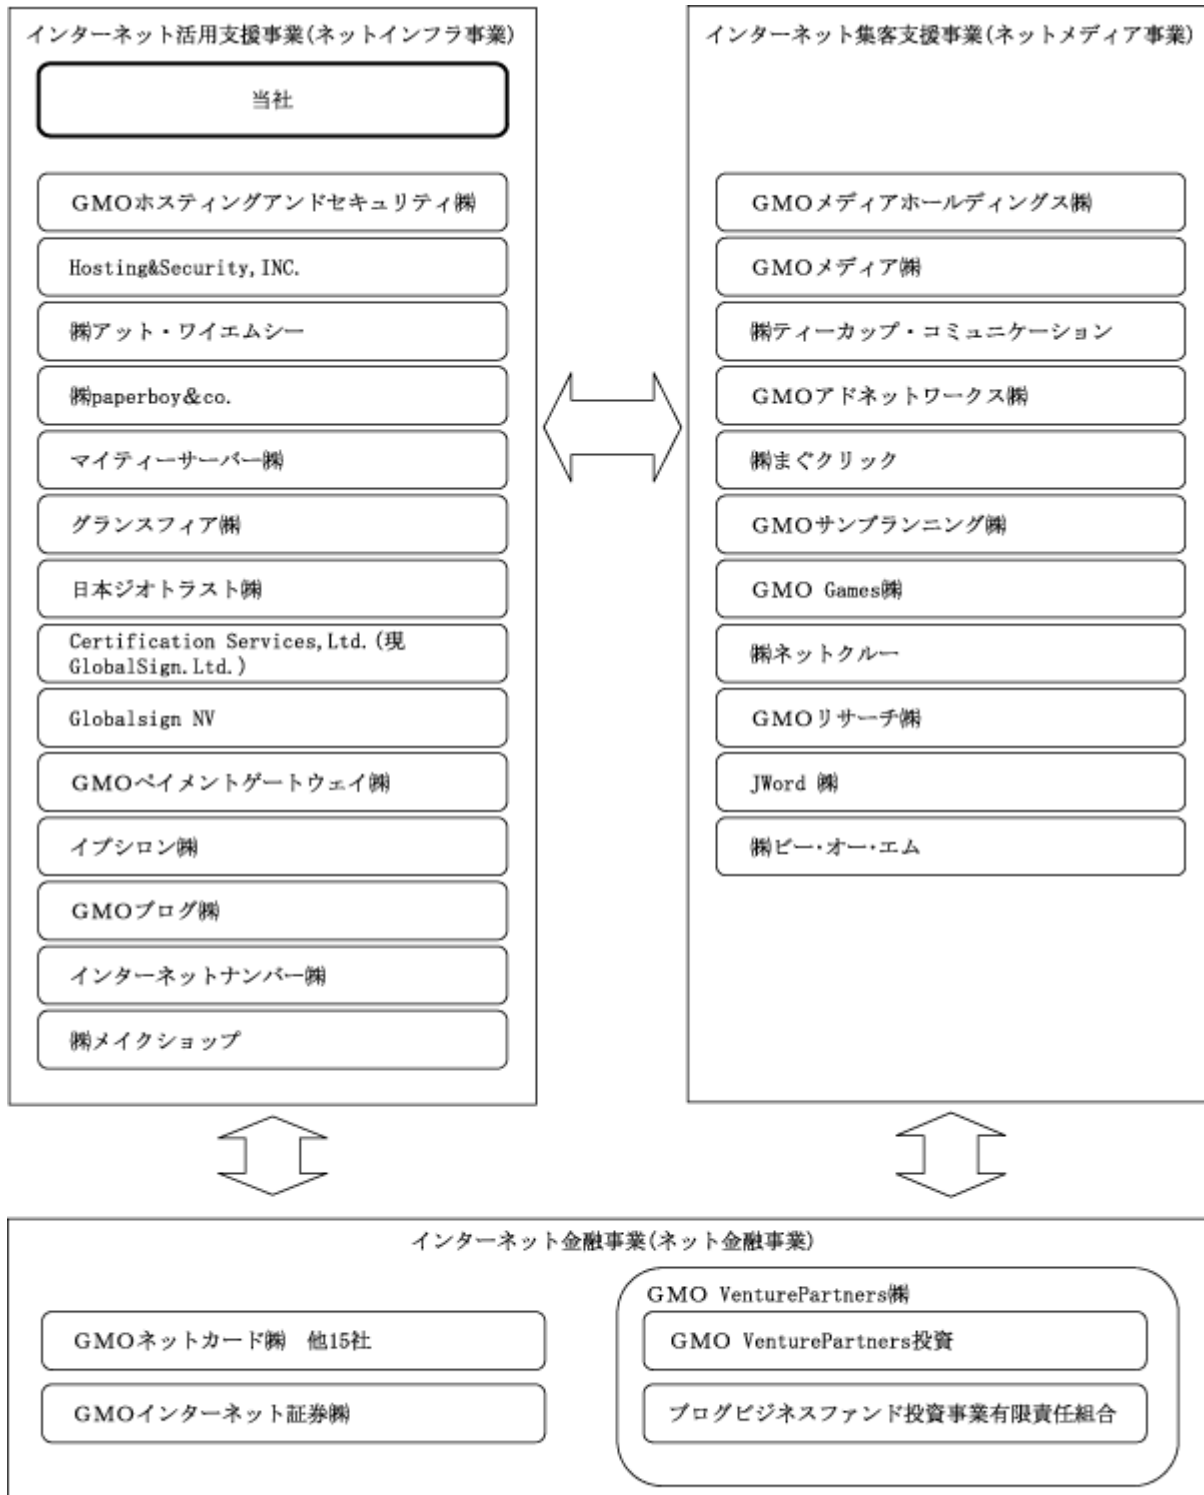 インターネット活用支援事業(ネットインフラ事業)
当社
GMOホスティングアンドセキュリティ㈱
Hosting&Security,INC.
㈱アット・ワイエムシー
㈱paperboy&co.
マイティーサーバー㈱
グランスフィア㈱
日本ジオトラスト㈱
Certification Services,Ltd.(現
GlobalSign.Ltd.)
Globalsign NV
GMOペイメントゲートウェイ㈱
イプシロン㈱
GMOブログ㈱
インターネットナンバー㈱
㈱メイクショップ
インターネット集客支援事業(ネットメディア事業)
GMOメディアホールディングス㈱
GMOメディア㈱
㈱ティーカップ・コミュニケーション
GMOアドネットワークス㈱
㈱まぐクリック
GMOサンプランニング㈱
GMO Games㈱
㈱ネットクルー
GMOリサーチ㈱
JWord ㈱
㈱ビー・オー・エム
インターネット金融事業(ネット金融事業)
GMOネットカード㈱　他15社
GMOインターネット証券㈱
GMO VenturePartners㈱
GMO VenturePartners投資
ブログビジネスファンド投資事業有限責任組合